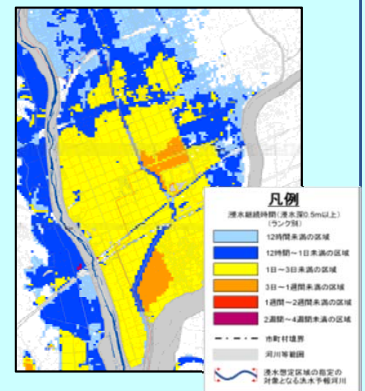 凡例
浸水継続時間(浸水深0.5m以上)
(ランク別)
12時間未満の区域
12時間～1日未満の区域
1日～3日未満の区域
3日～1週間未満の区域
1週間～2週間未満の区域
2週間～4週間未満の区域
市町村境界
河川等範囲
浸水想定区域の指定の
対象となる洪水予報河川